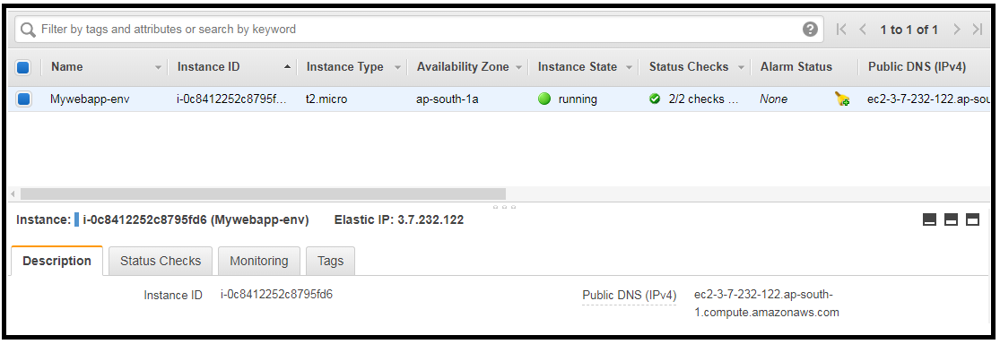 Filter by tags and attributes or search by keyword ? 1 to 1 of 1
Name Instance ID Instance Type Availability Zone Instance State Status Checks Alarm Status Public DNS (IPv4)
Mywebapp-env i-0c8412252c8795f... t2.micro ap-south-1a running 2/2 checks ... None ec2-3-7-232-122.ap-sou
Instance: i-0c8412252c8795fd6 (Mywebapp-env) Elastic IP: 3.7.232.122
Description Status Checks Monitoring Tags
Instance ID i-0c8412252c8795fd6 Public DNS (IPv4) ec2-3-7-232-122.ap-south-
1.compute.amazonaws.com